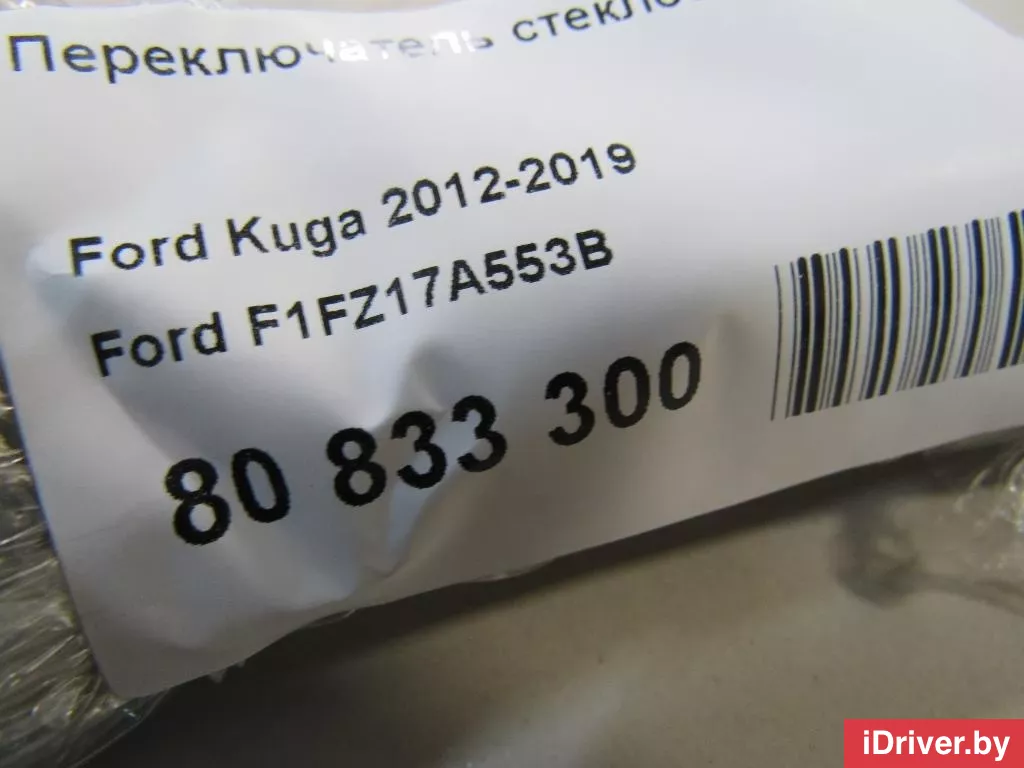 Переключатель
Ford Kuga 2012-2019
Ford F1FZ17A553B
80 833 300
iDriver.by